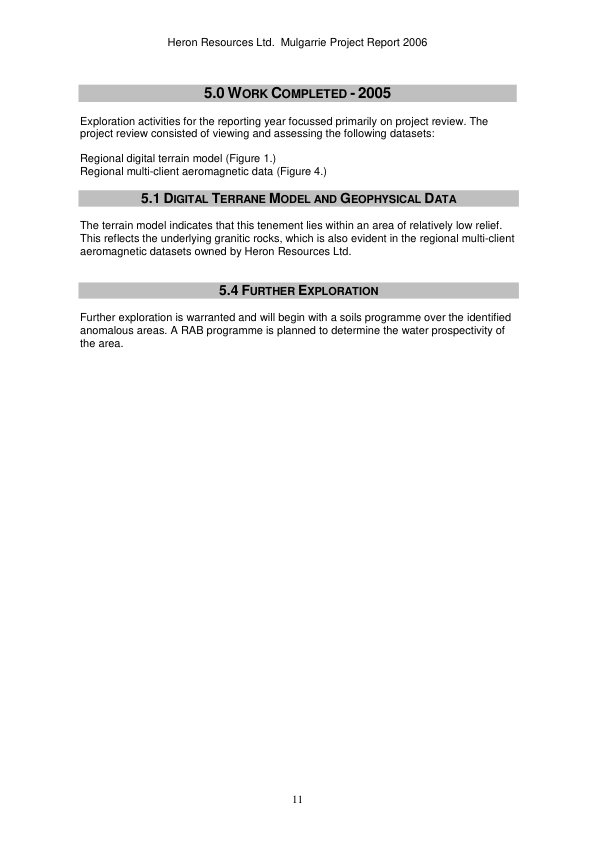 Heron Resources Ltd.  Mulgarrie Project Report 2006
5.0 WORK COMPLETED - 2005
Exploration activities for the reporting year focussed primarily on project review. The
project review consisted of viewing and assessing the following datasets:
Regional digital terrain model (Figure 1.)
Regional multi-client aeromagnetic data (Figure 4.)
5.1 DIGITAL TERRANE MODEL AND GEOPHYSICAL DATA
The terrain model indicates that this tenement lies within an area of relatively low relief.
This reflects the underlying granitic rocks, which is also evident in the regional multi-client
aeromagnetic datasets owned by Heron Resources Ltd.
5.4 FURTHER EXPLORATION
Further exploration is warranted and will begin with a soils programme over the identified
anomalous areas. A RAB programme is planned to determine the water prospectivity of
the area.
11